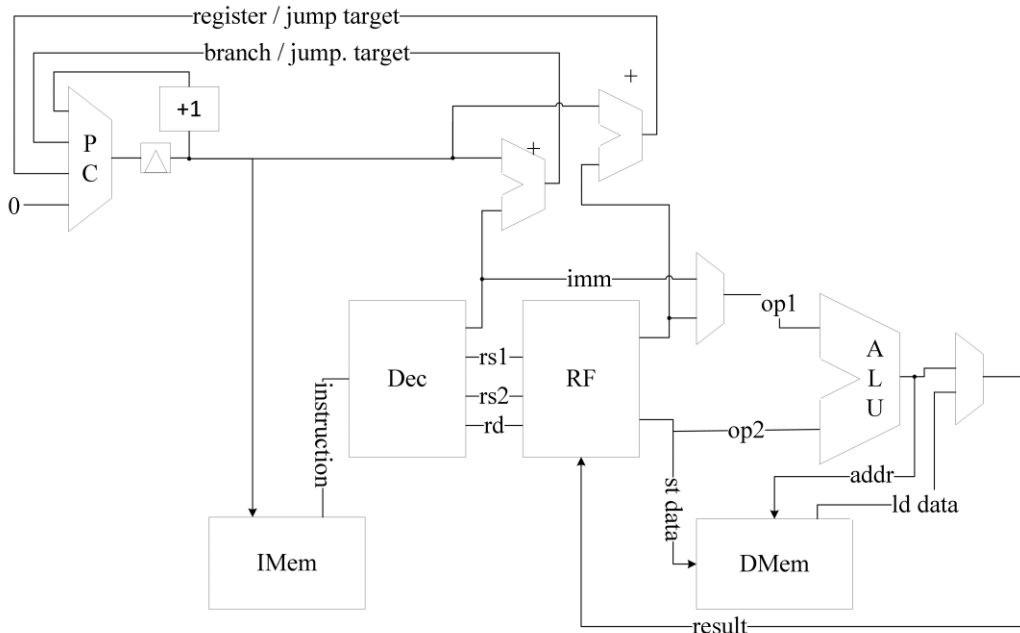 register / jump target
branch / jump. target
+1
+
+
P
C
0
imm
op1
Dec
rs1
rs2
rd
RF
A
L
U
instruction
op2
st data
addr
ld data
IMem
DMem
result